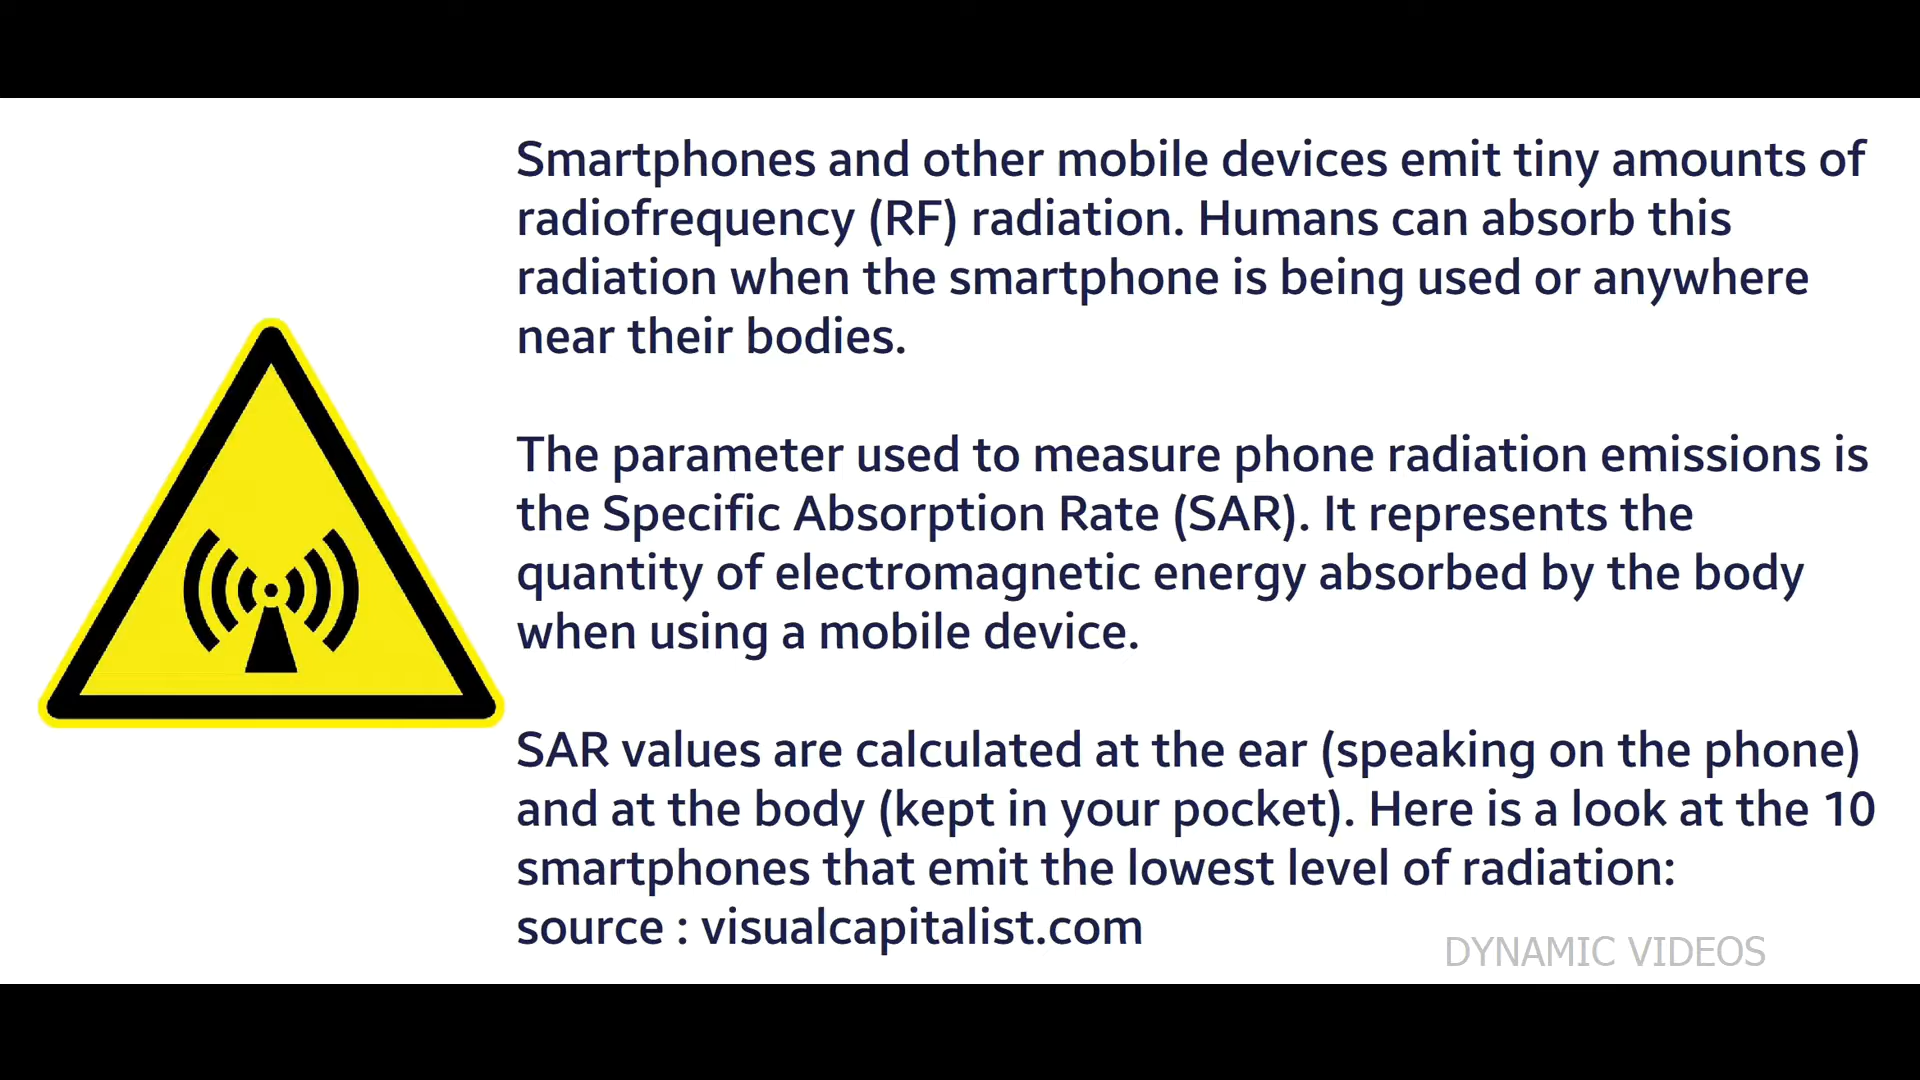 Smartphones and other mobile devices emit tiny amounts of
radiofrequency (RF) radiation. Humans can absorb this
radiation when the smartphone is being used or anywhere
near their bodies.
The parameter used to measure phone radiation emissions is
the Specific Absorption Rate (SAR). It represents the
quantity of electromagnetic energy absorbed by the body
when using a mobile device.
SAR values are calculated at the ear (speaking on the phone)
and at the body (kept in your pocket). Here is a look at the 10
smartphones that emit the lowest level of radiation:
source : visualcapitalist.com
DYNAMIC VIDEOS